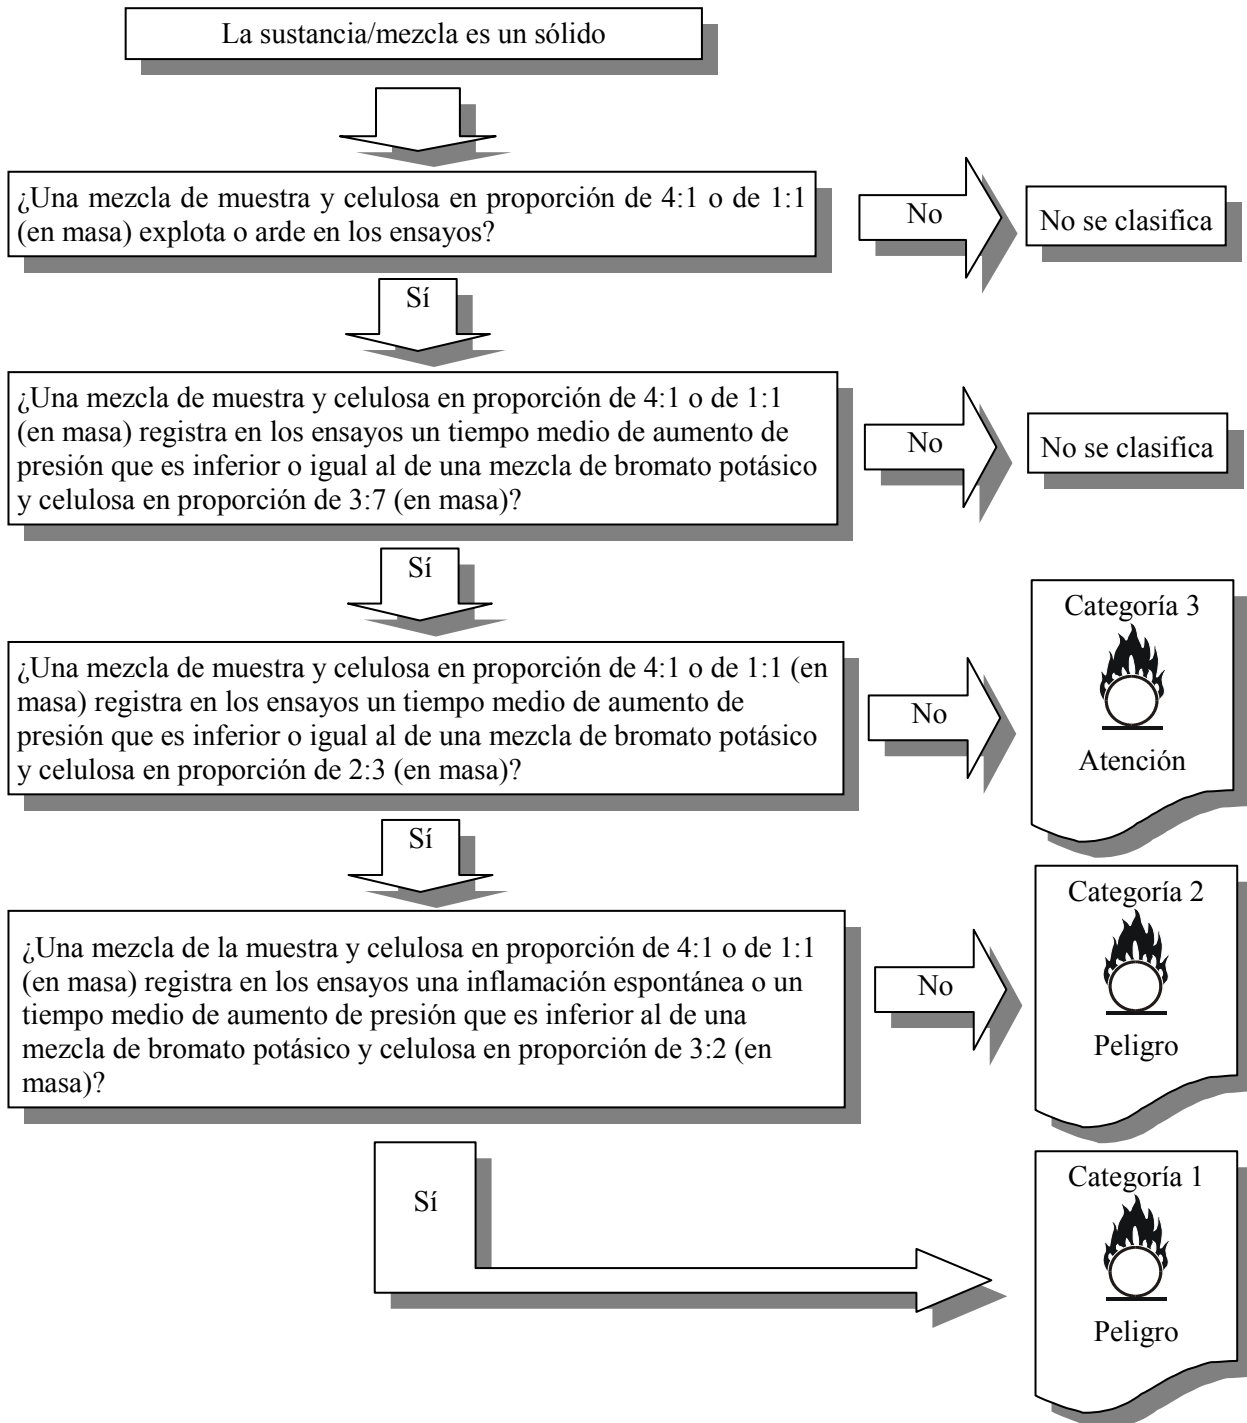 La sustancia/mezcla es un sólido
¿Una mezcla de muestra y celulosa en proporción de 4:1 o de 1:1
(en masa) explota o arde en los ensayos?
No
No se clasifica
Sí
¿Una mezcla de muestra y celulosa en proporción de 4:1 o de 1:1
(en masa) registra en los ensayos un tiempo medio de aumento de
presión que es inferior o igual al de una mezcla de bromato potásico
y celulosa en proporción de 3:7 (en masa)?
No
No se clasifica
Sí
¿Una mezcla de muestra y celulosa en proporción de 4:1 o de 1:1 (en
masa) registra en los ensayos un tiempo medio de aumento de
presión que es inferior o igual al de una mezcla de bromato potásico
y celulosa en proporción de 2:3 (en masa)?
No
Categoría 3
Atención
Sí
¿Una mezcla de la muestra y celulosa en proporción de 4:1 o de 1:1
(en masa) registra en los ensayos una inflamación espontánea o un
tiempo medio de aumento de presión que es inferior al de una
mezcla de bromato potásico y celulosa en proporción de 3:2 (en
masa)?
No
Categoría 2
Peligro
Sí
Categoría 1
Peligro